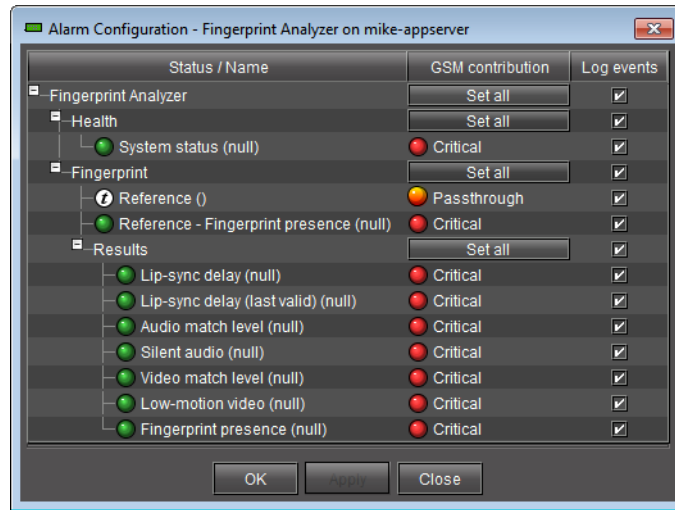 Alarm Configuration - Fingerprint Analyzer on mike-appserver
Status / Name GSM contribution Log events
Fingerprint Analyzer Set all
Health Set all
System status (null) Critical
Fingerprint Set all
t Reference () Passthrough
Reference - Fingerprint presence (null) Critical
Results Set all
Lip-sync delay (null) Critical
Lip-sync delay (last valid) (null) Critical
Audio match level (null) Critical
Silent audio (null) Critical
Video match level (null) Critical
Low-motion video (null) Critical
Fingerprint presence (null) Critical
OK Apply Close